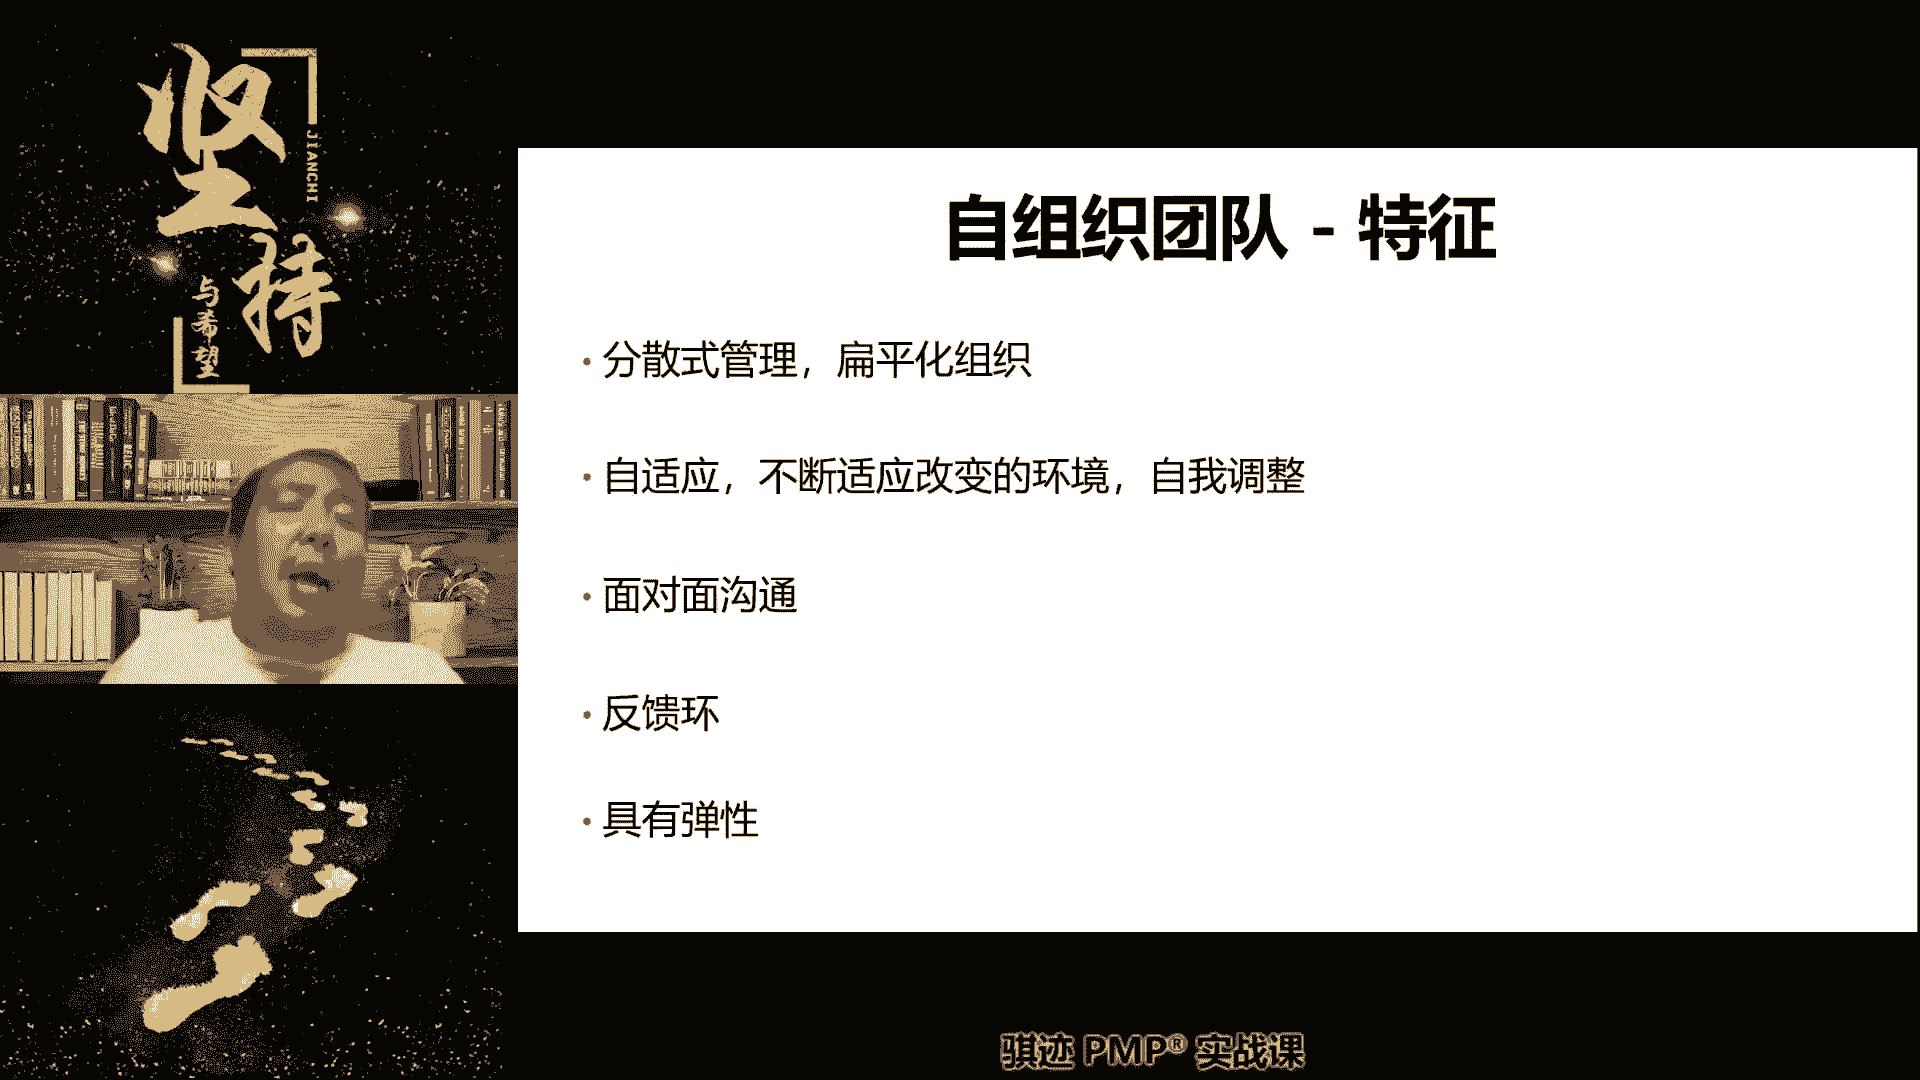 坚持
JIANCHI
与希望
自组织团队 - 特征
• 分散式管理，扁平化组织
• 自适应，不断适应改变的环境，自我调整
• 面对面沟通
• 反馈环
• 具有弹性
骐迹 PMP® 实战课